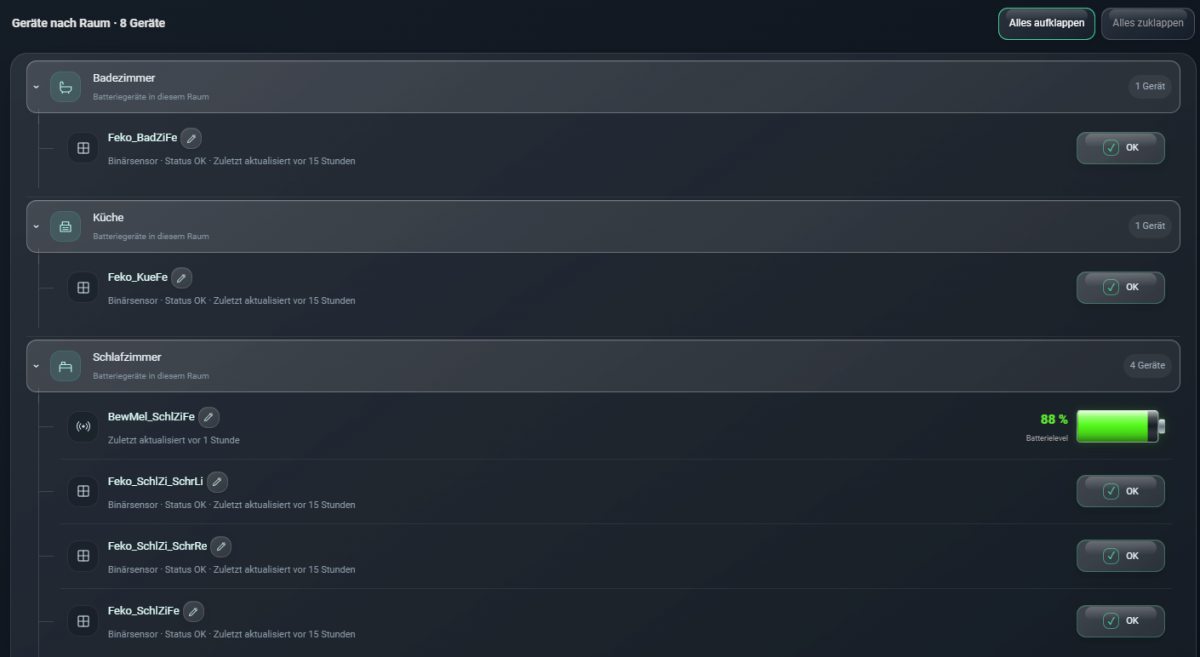 Geräte nach Raum · 8 Geräte
Alles aufklappen
Alles zuklappen
Badezimmer
Batteriegeräte in diesem Raum
1 Gerät
Feko_BadZiFe
Binärsensor · Status OK · Zuletzt aktualisiert vor 15 Stunden
OK
Küche
Batteriegeräte in diesem Raum
1 Gerät
Feko_KueFe
Binärsensor · Status OK · Zuletzt aktualisiert vor 15 Stunden
OK
Schlafzimmer
Batteriegeräte in diesem Raum
4 Geräte
BewMel_SchlZiFe
Zuletzt aktualisiert vor 1 Stunde
88 %
Batterielevel
Feko_SchlZi_SchrLi
Binärsensor · Status OK · Zuletzt aktualisiert vor 15 Stunden
OK
Feko_SchlZi_SchrRe
Binärsensor · Status OK · Zuletzt aktualisiert vor 15 Stunden
OK
Feko_SchlZiFe
Binärsensor · Status OK · Zuletzt aktualisiert vor 15 Stunden
OK